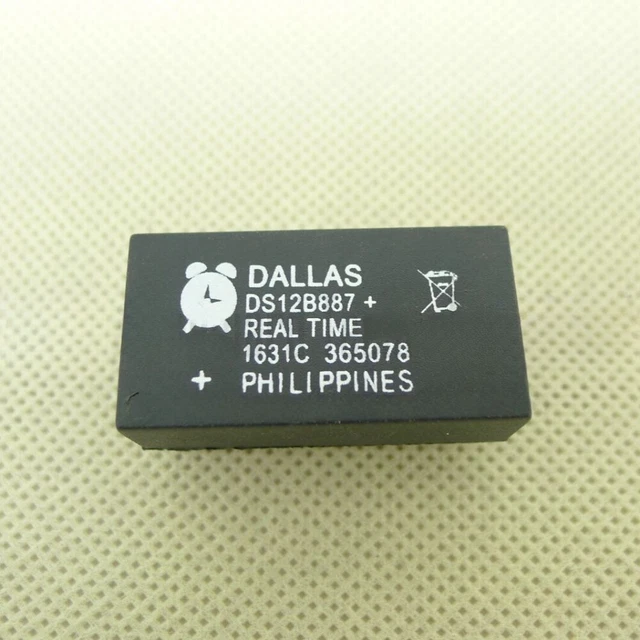 DALLAS
DS12B887 +
REAL TIME
1631C 365078
+ PHILIPPINES